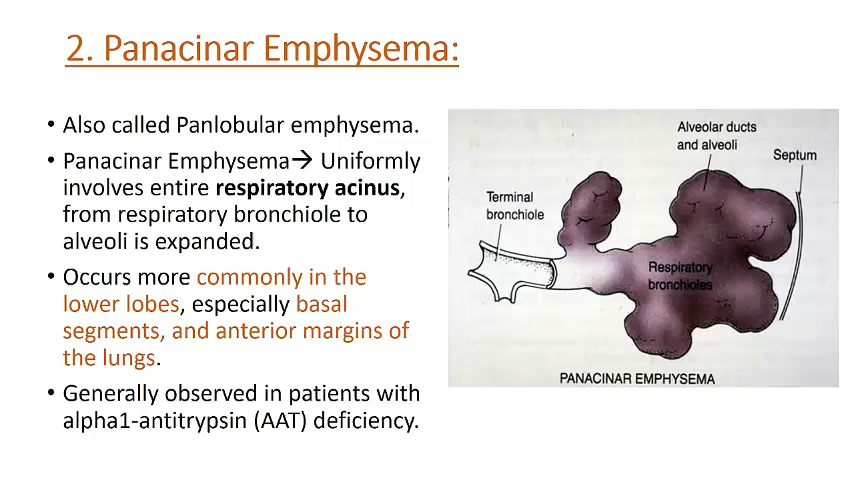 2. Panacinar Emphysema:
• Also called Panlobular emphysema.
• Panacinar Emphysema→ Uniformly
involves entire respiratory acinus,
from respiratory bronchiole to
alveoli is expanded.
• Occurs more commonly in the
lower lobes, especially basal
segments, and anterior margins of
the lungs.
• Generally observed in patients with
alpha1-antitrypsin (AAT) deficiency.
Alveolar ducts
and alveoli
Septum
Terminal
bronchiole
Respiratory
bronchioles
PANACINAR EMPHYSEMA